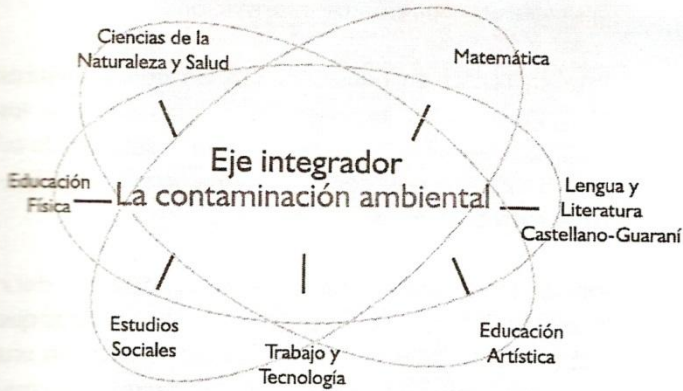 Ciencias de la
Naturaleza y Salud
Matemática
Eje integrador
La contaminación ambiental
Educación
Física
Lengua y
Literatura
Castellano-Guaraní
Estudios
Sociales
Trabajo y
Tecnología
Educación
Artística